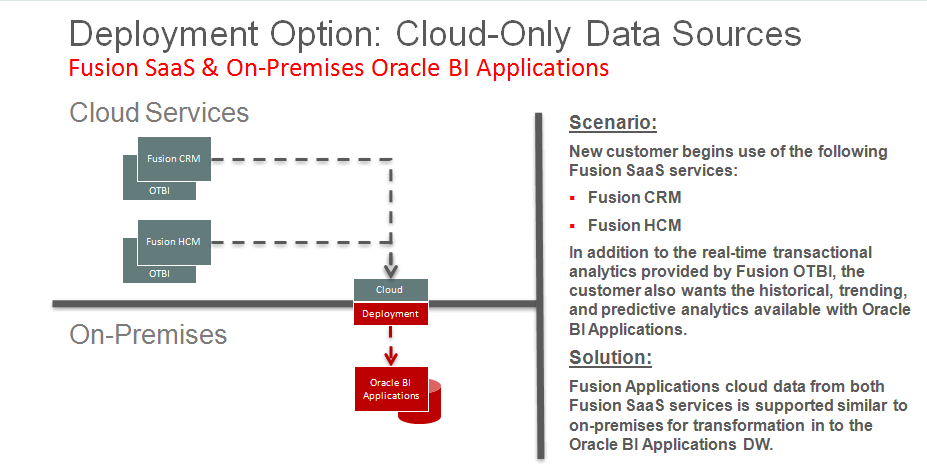 Deployment Option: Cloud-Only Data Sources
Fusion SaaS & On-Premises Oracle BI Applications
Cloud Services
Fusion CRM
OTBI
Fusion HCM
OTBI
Cloud
Deployment
On-Premises
Oracle BI
Applications
Scenario:
New customer begins use of the following
Fusion SaaS services:
▪ Fusion CRM
▪ Fusion HCM
In addition to the real-time transactional
analytics provided by Fusion OTBI, the
customer also wants the historical, trending,
and predictive analytics available with Oracle
BI Applications.
Solution:
Fusion Applications cloud data from both
Fusion SaaS services is supported similar to
on-premises for transformation in to the
Oracle BI Applications DW.